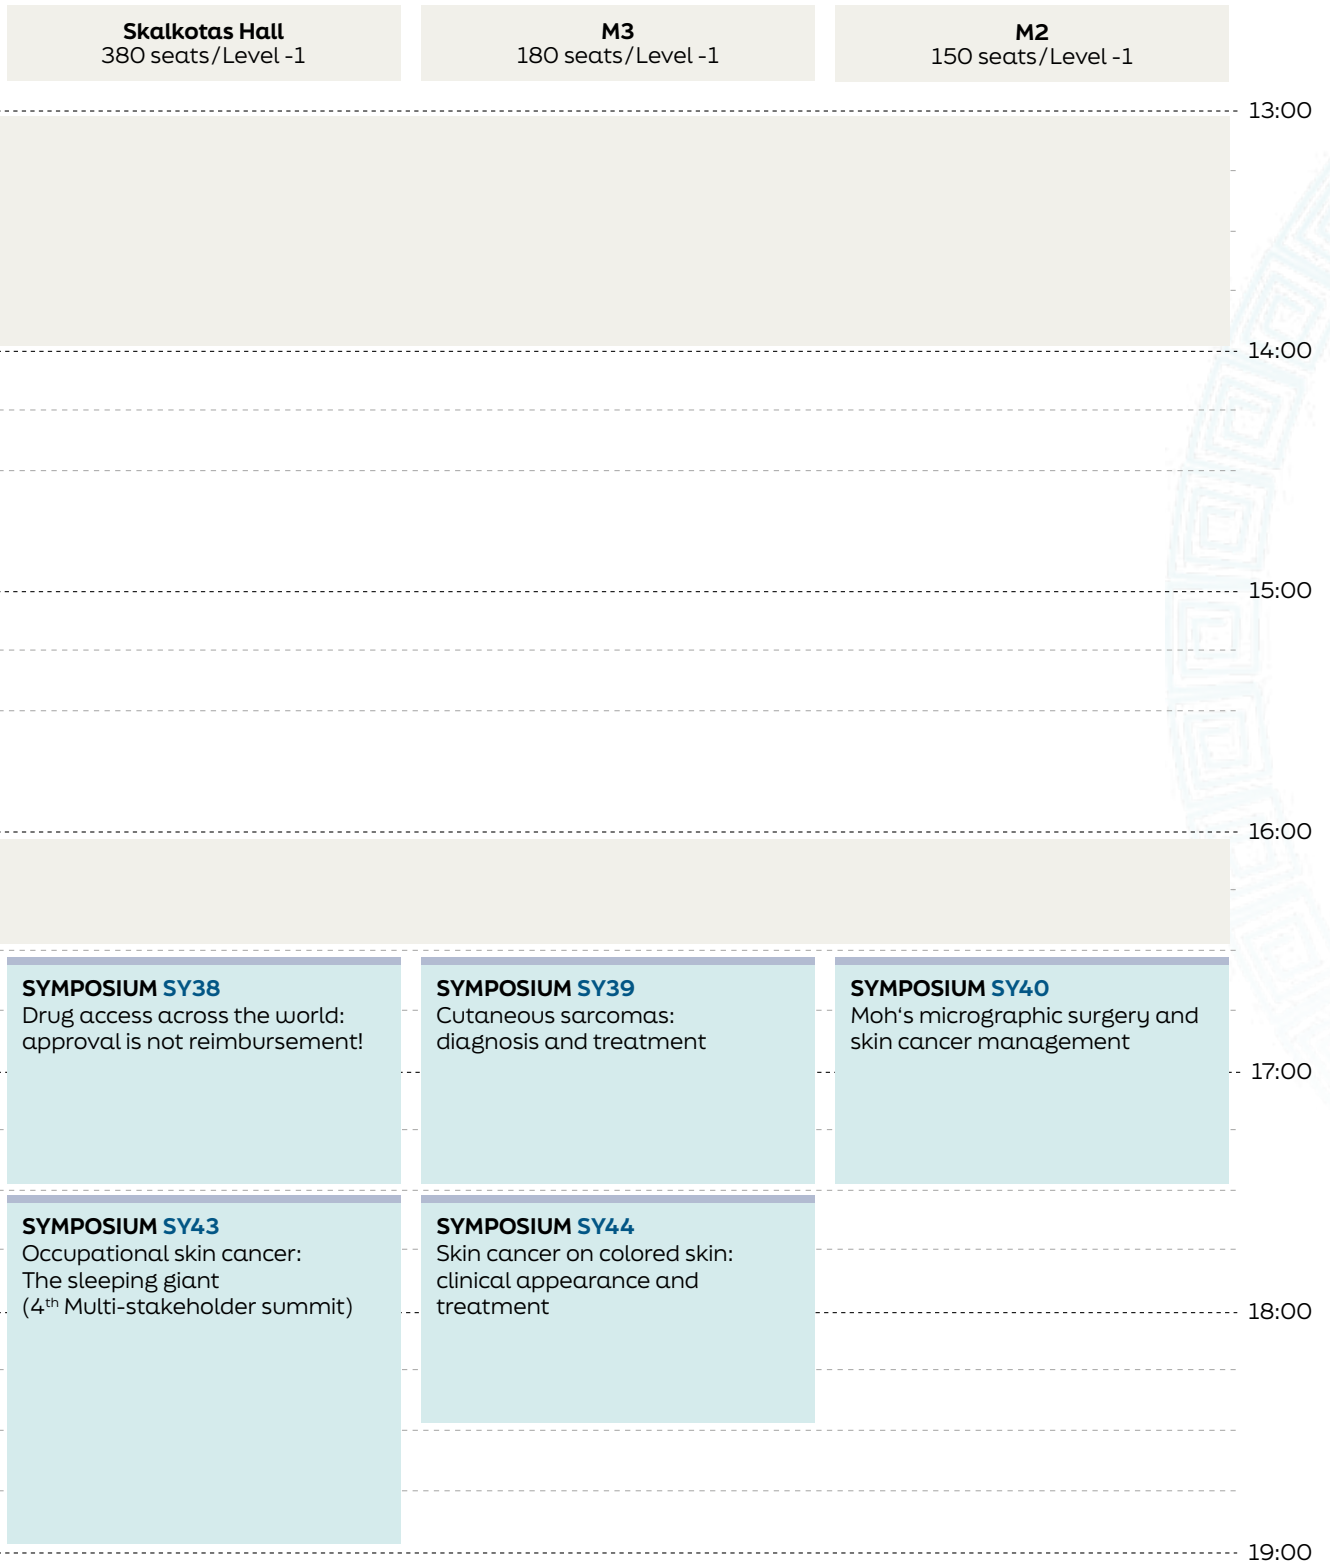 Skalkotas Hall
380 seats/Level -1
M3
180 seats/Level -1
M2
150 seats/Level -1
13:00
14:00
15:00
16:00
SYMPOSIUM SY38
Drug access across the world:
approval is not reimbursement!
SYMPOSIUM SY39
Cutaneous sarcomas:
diagnosis and treatment
SYMPOSIUM SY40
Moh‘s micrographic surgery and
skin cancer management
17:00
SYMPOSIUM SY43
Occupational skin cancer:
The sleeping giant
(4th Multi-stakeholder summit)
SYMPOSIUM SY44
Skin cancer on colored skin:
clinical appearance and
treatment
18:00
19:00